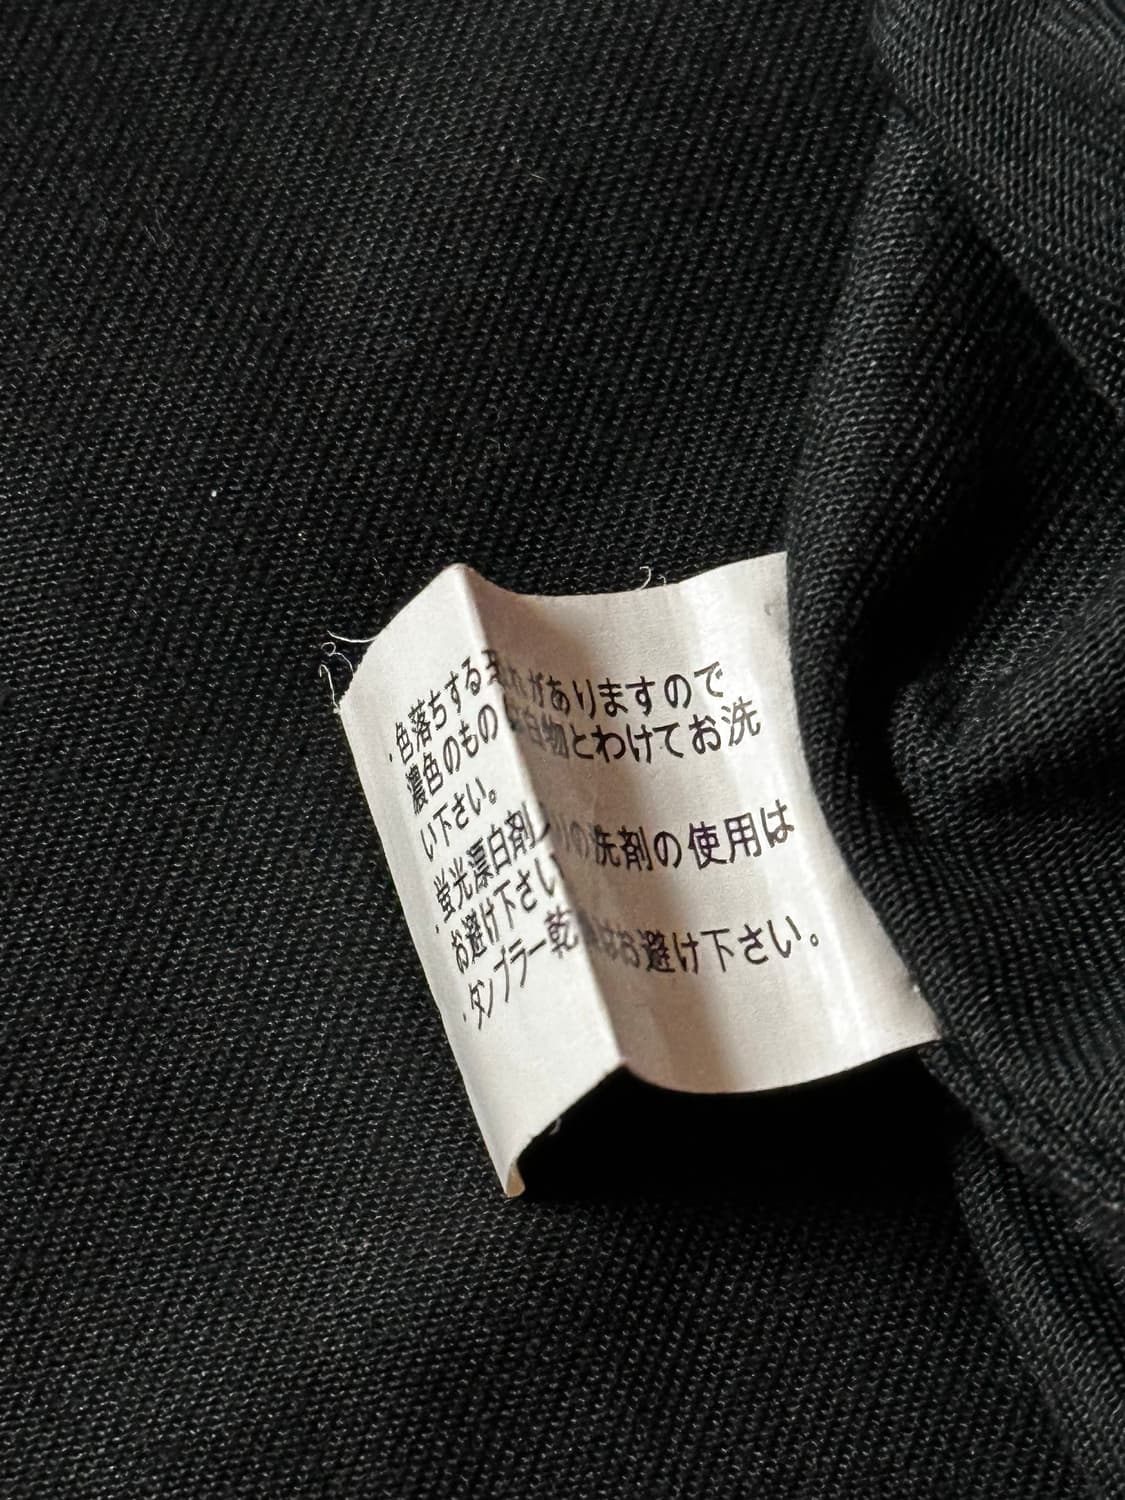 ・色落ちする恐れがありますので
濃色のものは白物とわけてお洗
い下さい。
・蛍光漂白剤入りの洗剤の使用は
お避け下さい
・タンブラー乾燥はお避け下さい。